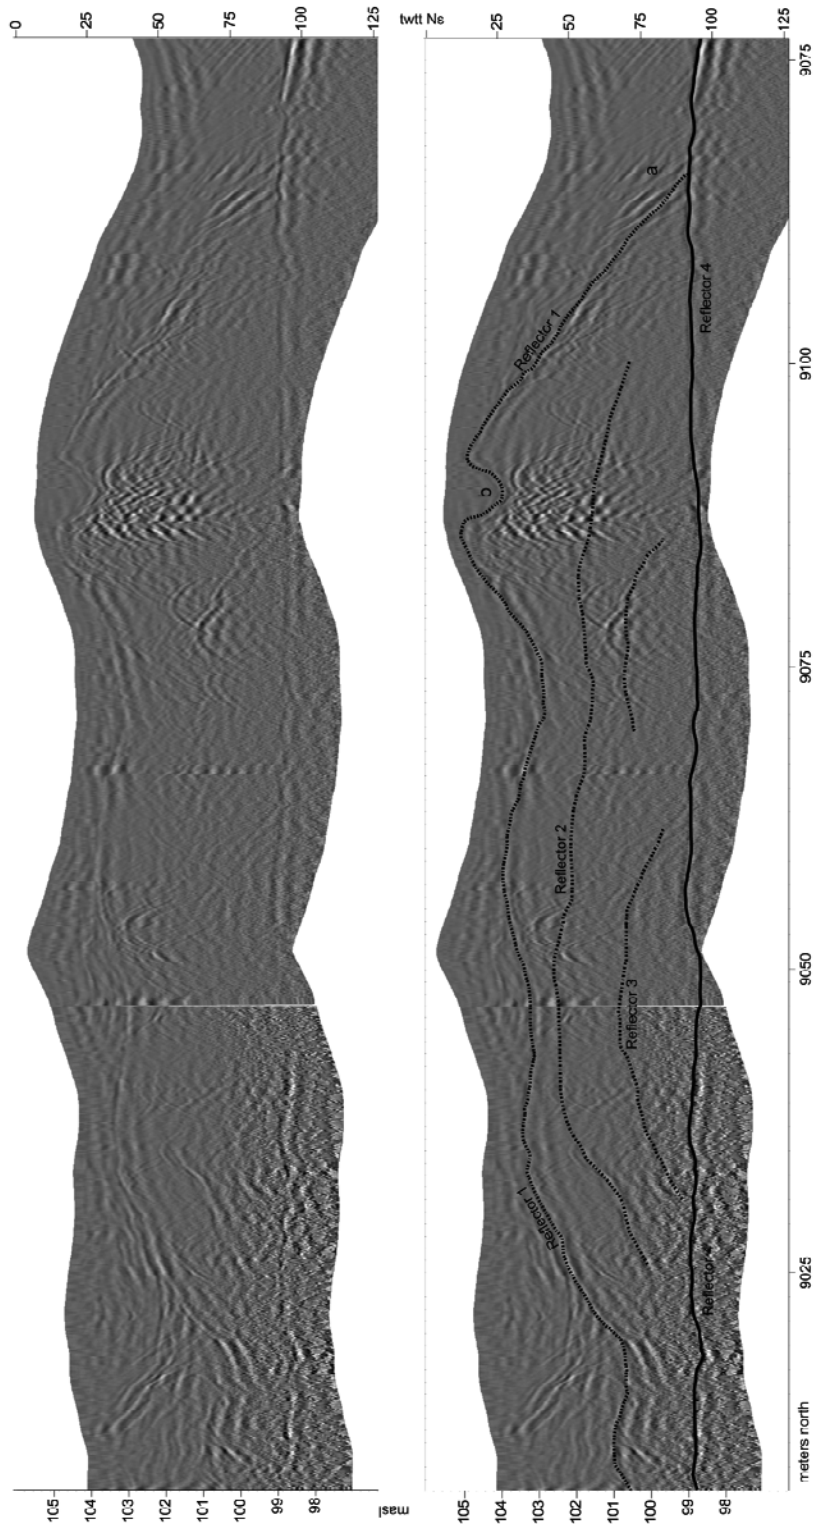 0 25 50 75 100 125
105 104 103 102 101 100 99 98
masl
twtt Ns
25 50 75 100 125
a
Reflector 1
Reflector 4
c
Reflector 2
Reflector 3
Reflector 1
Reflector 4
105 104 103 102 101 100 99 98
meters north
9025 9050 9075 9100 9075